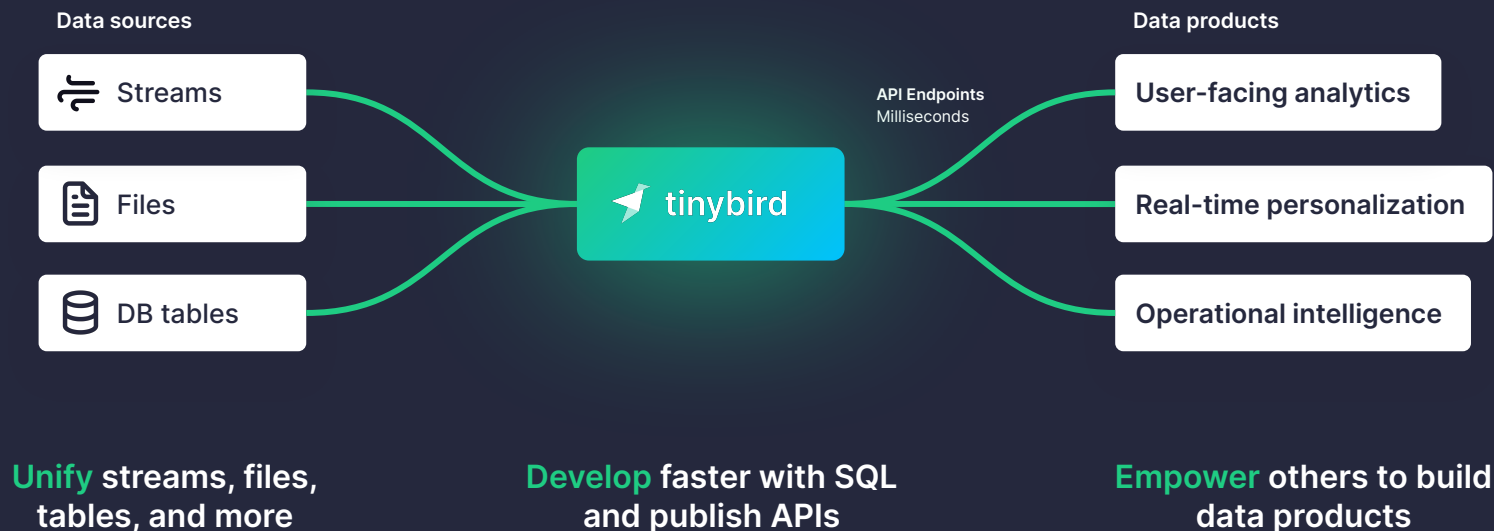 Data sources
Data products
Streams
Files
DB tables
tinybird
API Endpoints
Milliseconds
User-facing analytics
Real-time personalization
Operational intelligence
Unify streams, files,
tables, and more
Develop faster with SQL
and publish APIs
Empower others to build
data products